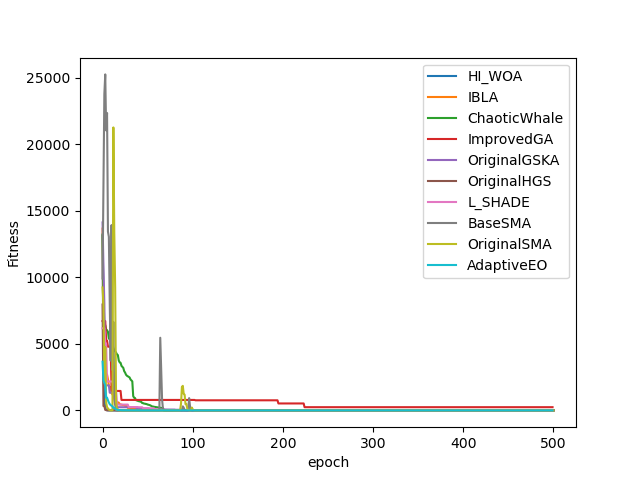 25000
20000
15000
10000
5000
0
Fitness
0 100 200 300 400 500
epoch
HI_WOA
IBLA
ChaoticWhale
ImprovedGA
OriginalGSKA
OriginalHGS
L_SHADE
BaseSMA
OriginalSMA
AdaptiveEO